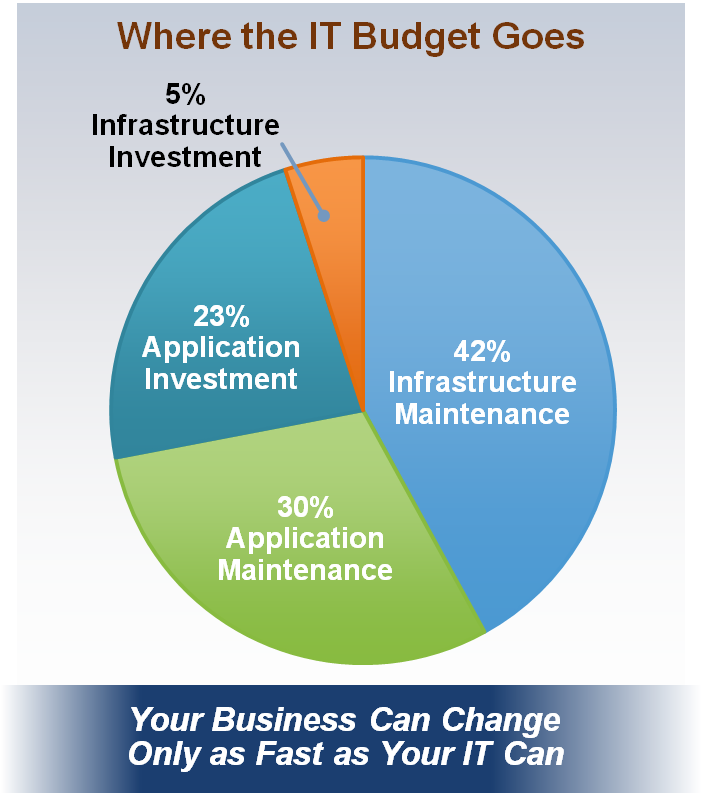 Where the IT Budget Goes
5%
Infrastructure
Investment
23%
Application
Investment
42%
Infrastructure
Maintenance
30%
Application
Maintenance
Your Business Can Change
Only as Fast as Your IT Can